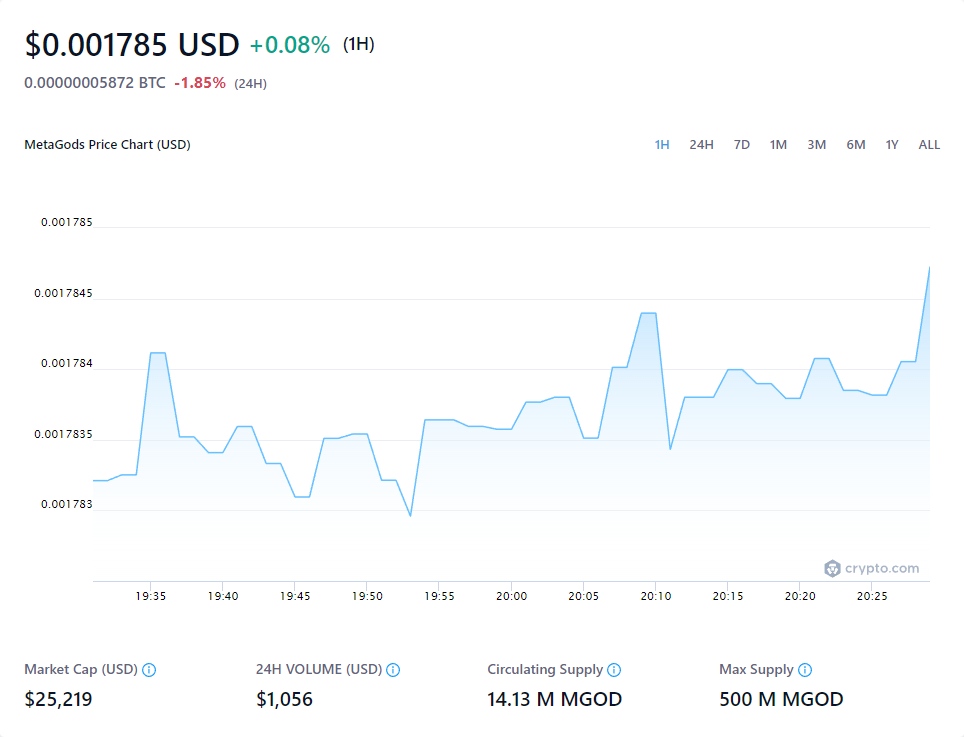 $0.001785 USD +0.08% (1H)
0.00000005872 BTC -1.85% (24H)
MetaGods Price Chart (USD) 1H 24H 7D 1M 3M 6M 1Y ALL
0.001785
0.0017845
0.001784
0.0017835
0.001783
crypto.com
19:35 19:40 19:45 19:50 19:55 20:00 20:05 20:10 20:15 20:20 20:25
Market Cap (USD) 24H VOLUME (USD) Circulating Supply Max Supply
$25,219 $1,056 14.13 M MGOD 500 M MGOD